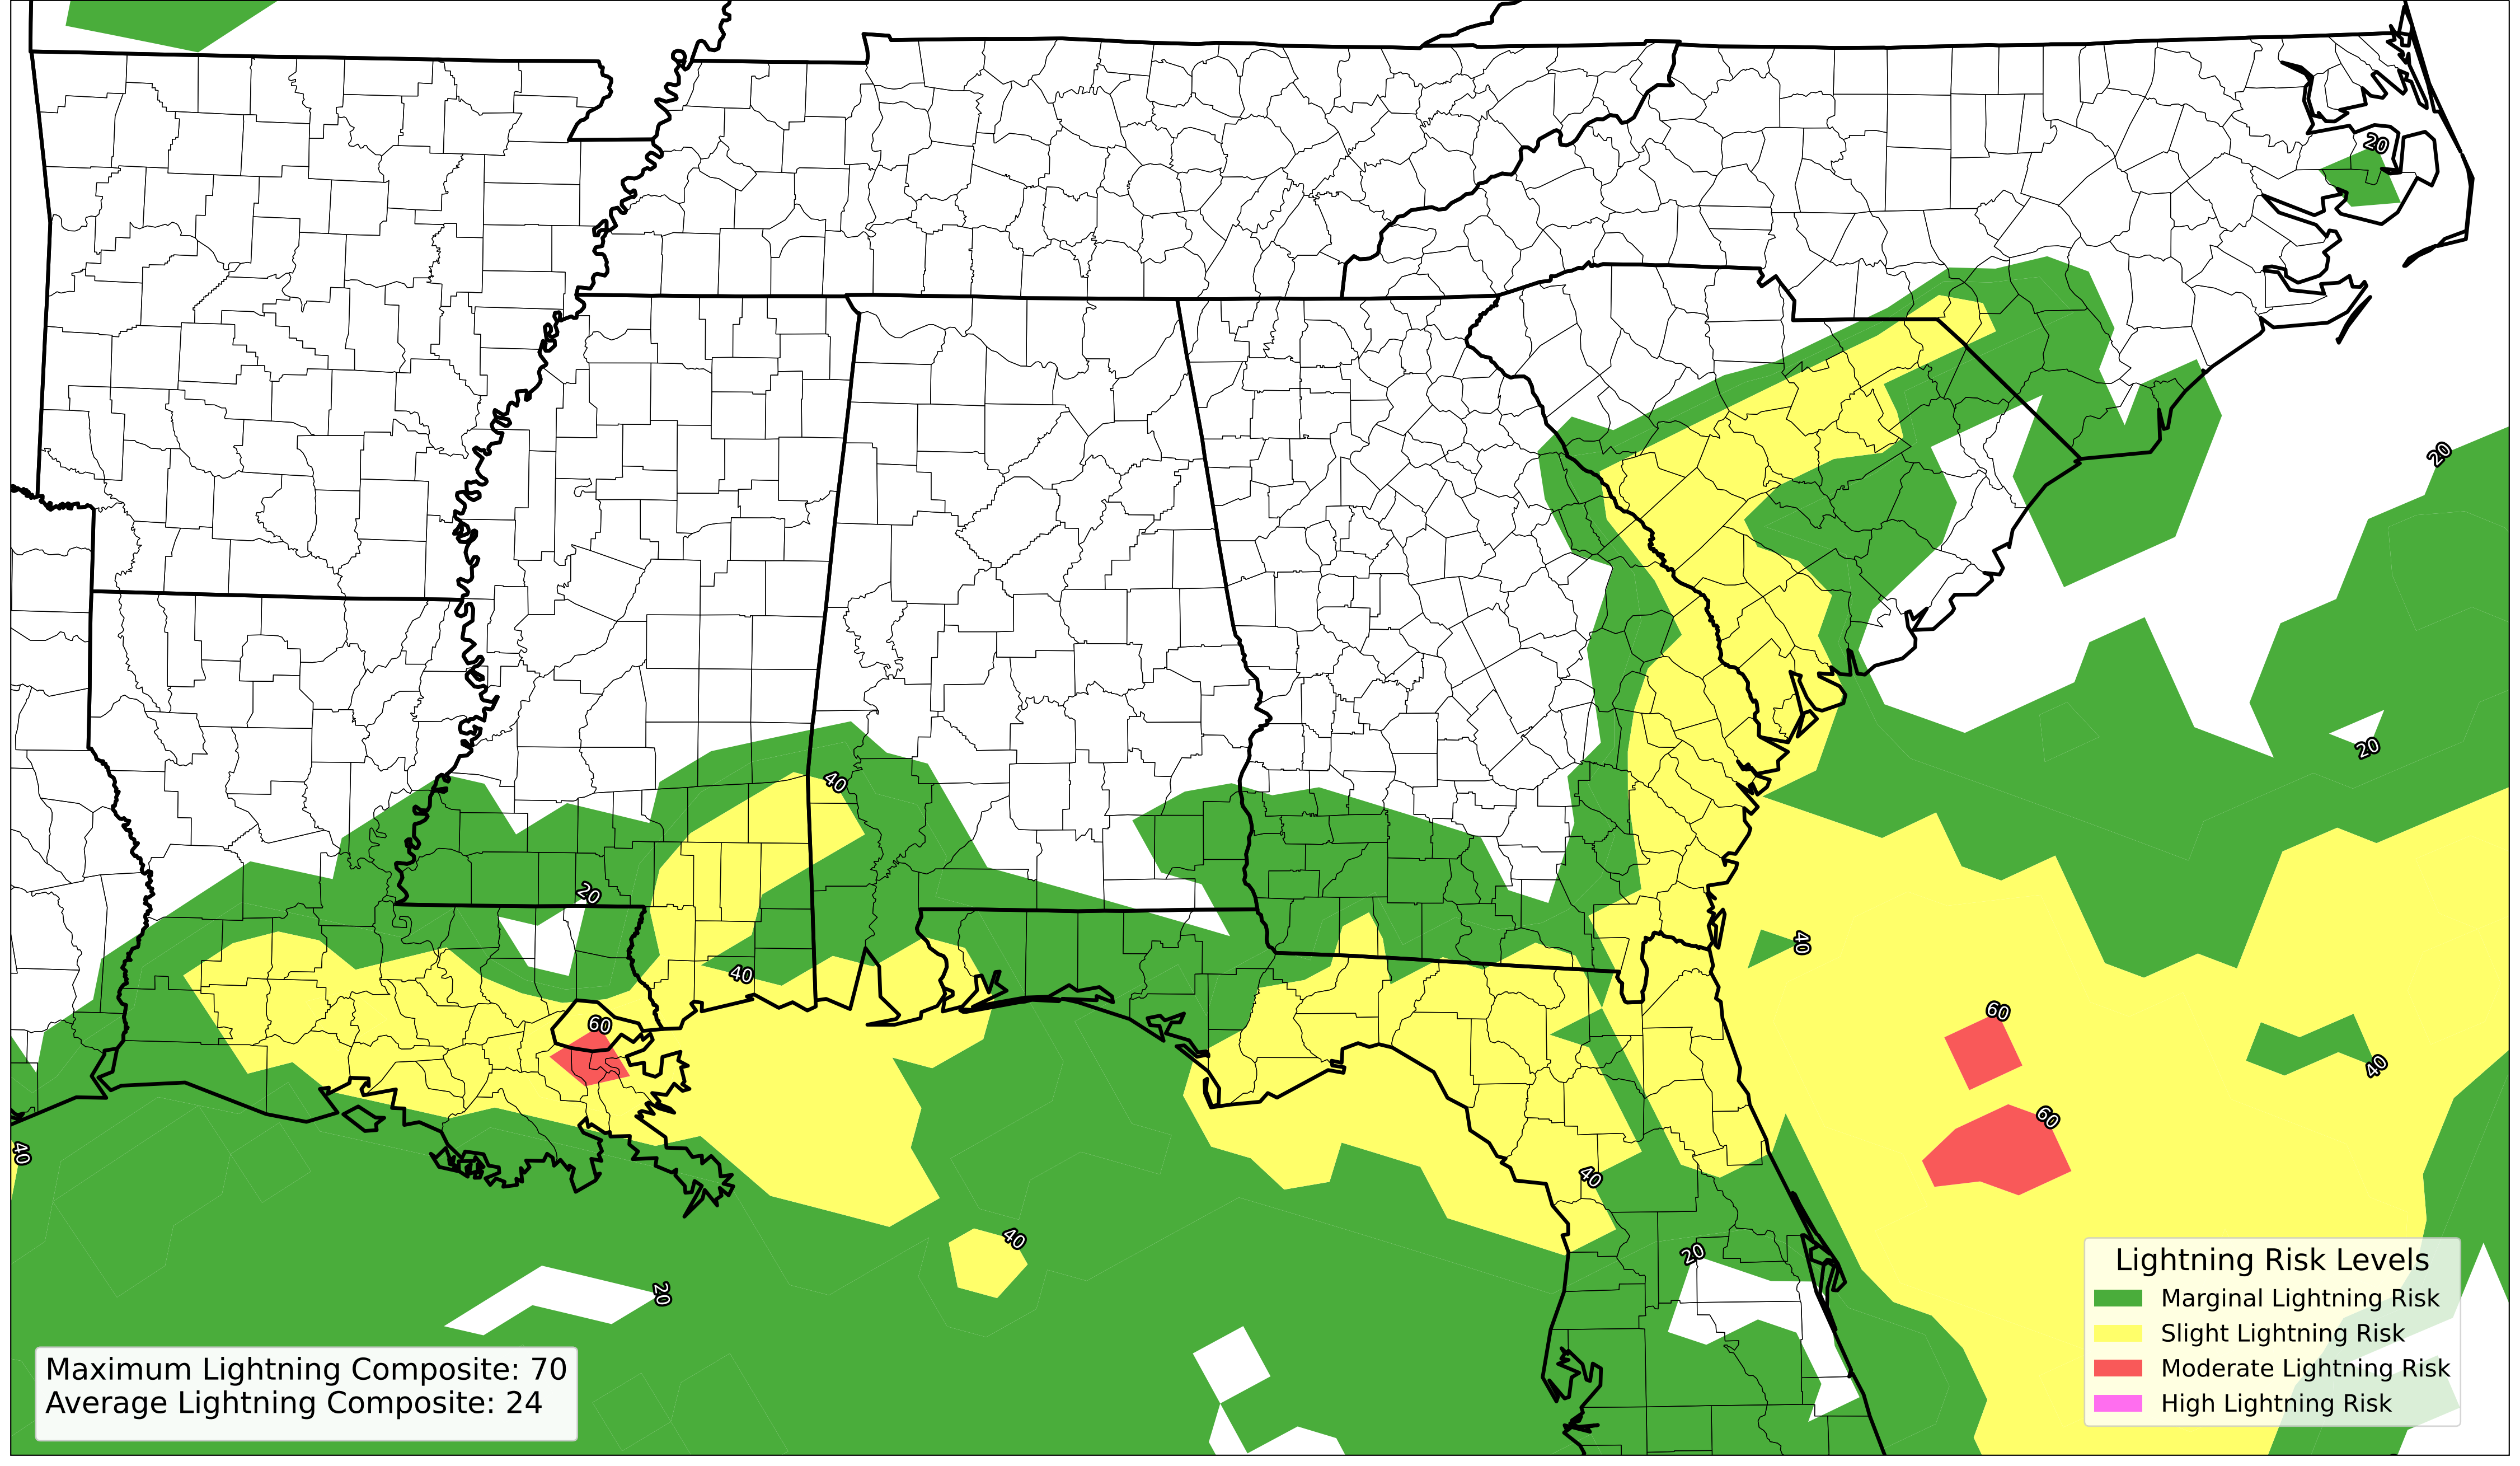 20
20
20
40
20
40
40
60
60
40
60
40
40
40
20
20
Lightning Risk Levels
Marginal Lightning Risk
Slight Lightning Risk
Moderate Lightning Risk
High Lightning Risk
Maximum Lightning Composite: 70
Average Lightning Composite: 24